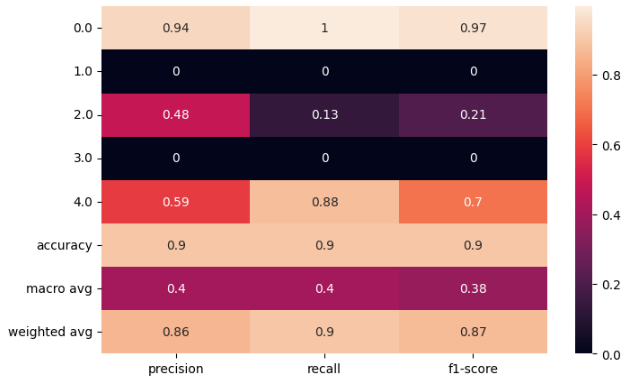 0.0 0.94 1 0.97
1.0 0 0 0
2.0 0.48 0.13 0.21
3.0 0 0 0
4.0 0.59 0.88 0.7
accuracy 0.9 0.9 0.9
macro avg 0.4 0.4 0.38
weighted avg 0.86 0.9 0.87
precision recall f1-score
0.8
0.6
0.4
0.2
0.0